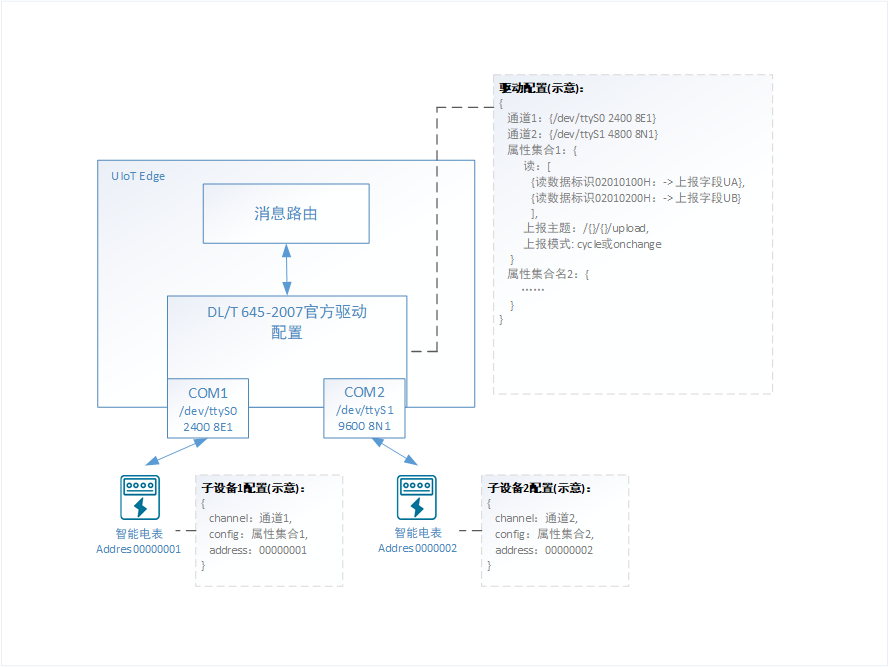 驱动配置(示意):
{
通道1: {/dev/ttyS0 2400 8E1}
通道2: {/dev/ttyS1 4800 8N1}
属性集合1: {
读: [
{读数据标识02010100H: -> 上报字段UA},
{读数据标识02010200H: -> 上报字段UB}
],
上报主题: /{}/{}/upload,
上报模式: cycle或onchange
}
属性集合名2: {
……
}
}
UIoT Edge
消息路由
DL/T 645-2007官方驱动
配置
COM1
/dev/ttyS0
2400 8E1
COM2
/dev/ttyS1
9600 8N1
智能电表
Addres00000001
子设备1配置(示意):
{
channel: 通道1,
config: 属性集合1,
address: 00000001
}
智能电表
Addres0000002
子设备2配置(示意):
{
channel: 通道2,
config: 属性集合2,
address: 00000002
}